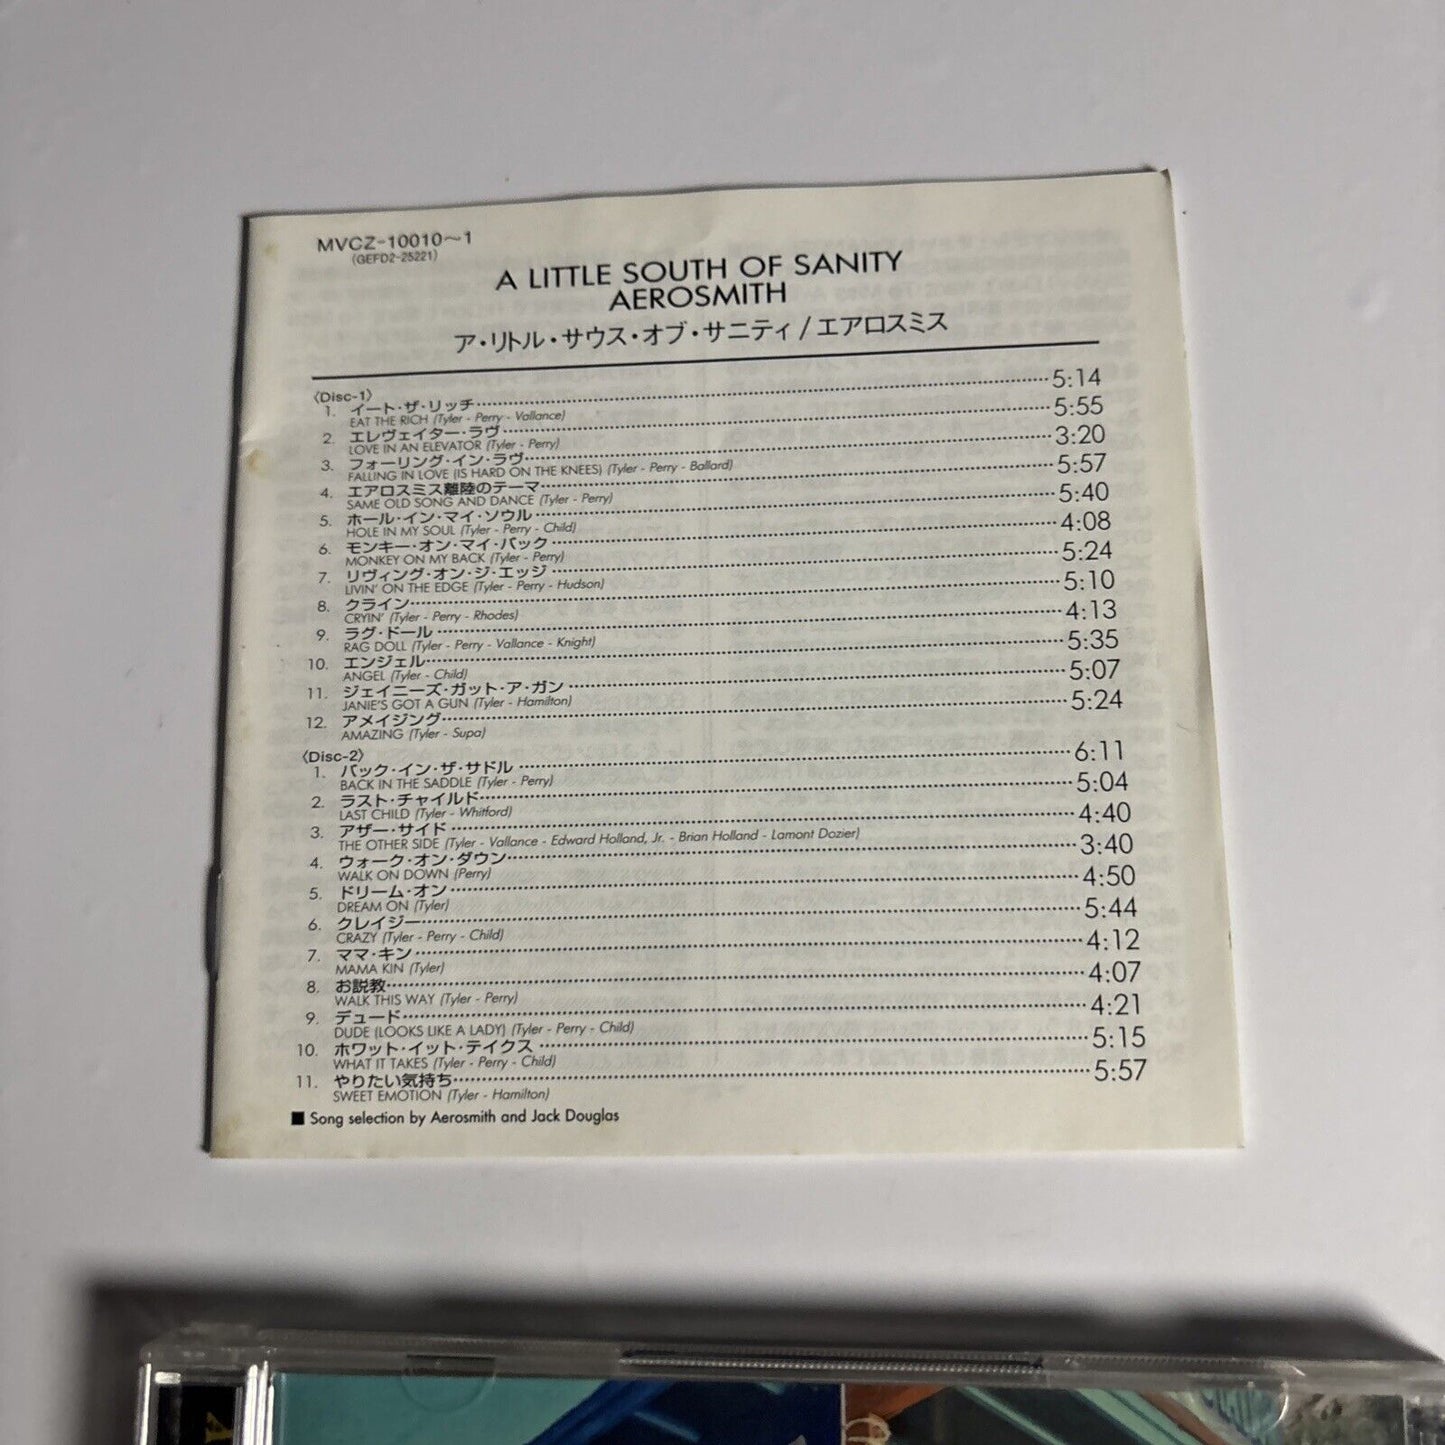 MVCZ-10010～1
(GEFD2-25221)
A LITTLE SOUTH OF SANITY
AEROSMITH
ア・リトル・サウス・オブ・サニティ/エアロスミス
〈Disc-1〉
1. イート・ザ・リッチ 5:14
EAT THE RICH (Tyler - Perry - Vallance)
2. エレヴェイター・ラヴ 5:55
LOVE IN AN ELEVATOR (Tyler - Perry)
3. フォーリング・イン・ラヴ 3:20
FALLING IN LOVE (IS HARD ON THE KNEES) (Tyler - Perry - Ballard)
4. エアロスミス離陸のテーマ 5:57
SAME OLD SONG AND DANCE (Tyler - Perry)
5. ホール・イン・マイ・ソウル 5:40
HOLE IN MY SOUL (Tyler - Perry - Child)
6. モンキー・オン・マイ・バック 4:08
MONKEY ON MY BACK (Tyler - Perry)
7. リヴィング・オン・ジ・エッジ 5:24
LIVIN' ON THE EDGE (Tyler - Perry - Hudson)
8. クライン 5:10
CRYIN' (Tyler - Perry - Rhodes)
9. ラグ・ドール 4:13
RAG DOLL (Tyler - Perry - Vallance - Knight)
10. エンジェル 5:35
ANGEL (Tyler - Child)
11. ジェイニーズ・ガット・ア・ガン 5:07
JANIE'S GOT A GUN (Tyler - Hamilton)
12. アメイジング 5:24
AMAZING (Tyler - Supa)
〈Disc-2〉
1. バック・イン・ザ・サドル 6:11
BACK IN THE SADDLE (Tyler - Perry)
2. ラスト・チャイルド 5:04
LAST CHILD (Tyler - Whitford)
3. アザー・サイド 4:40
THE OTHER SIDE (Tyler - Vallance - Edward Holland, Jr. - Brian Holland - Lamont Dozier)
4. ウォーク・オン・ダウン 3:40
WALK ON DOWN (Perry)
5. ドリーム・オン 4:50
DREAM ON (Tyler)
6. クレイジー 5:44
CRAZY (Tyler - Perry - Child)
7. ママ・キン 4:12
MAMA KIN (Tyler)
8. お説教 4:07
WALK THIS WAY (Tyler - Perry)
9. デュード 4:21
DUDE (LOOKS LIKE A LADY) (Tyler - Perry - Child)
10. ホワット・イット・テイクス 5:15
WHAT IT TAKES (Tyler - Perry - Child)
11. やりたい気持ち 5:57
SWEET EMOTION (Tyler - Hamilton)
■ Song selection by Aerosmith and Jack Douglas